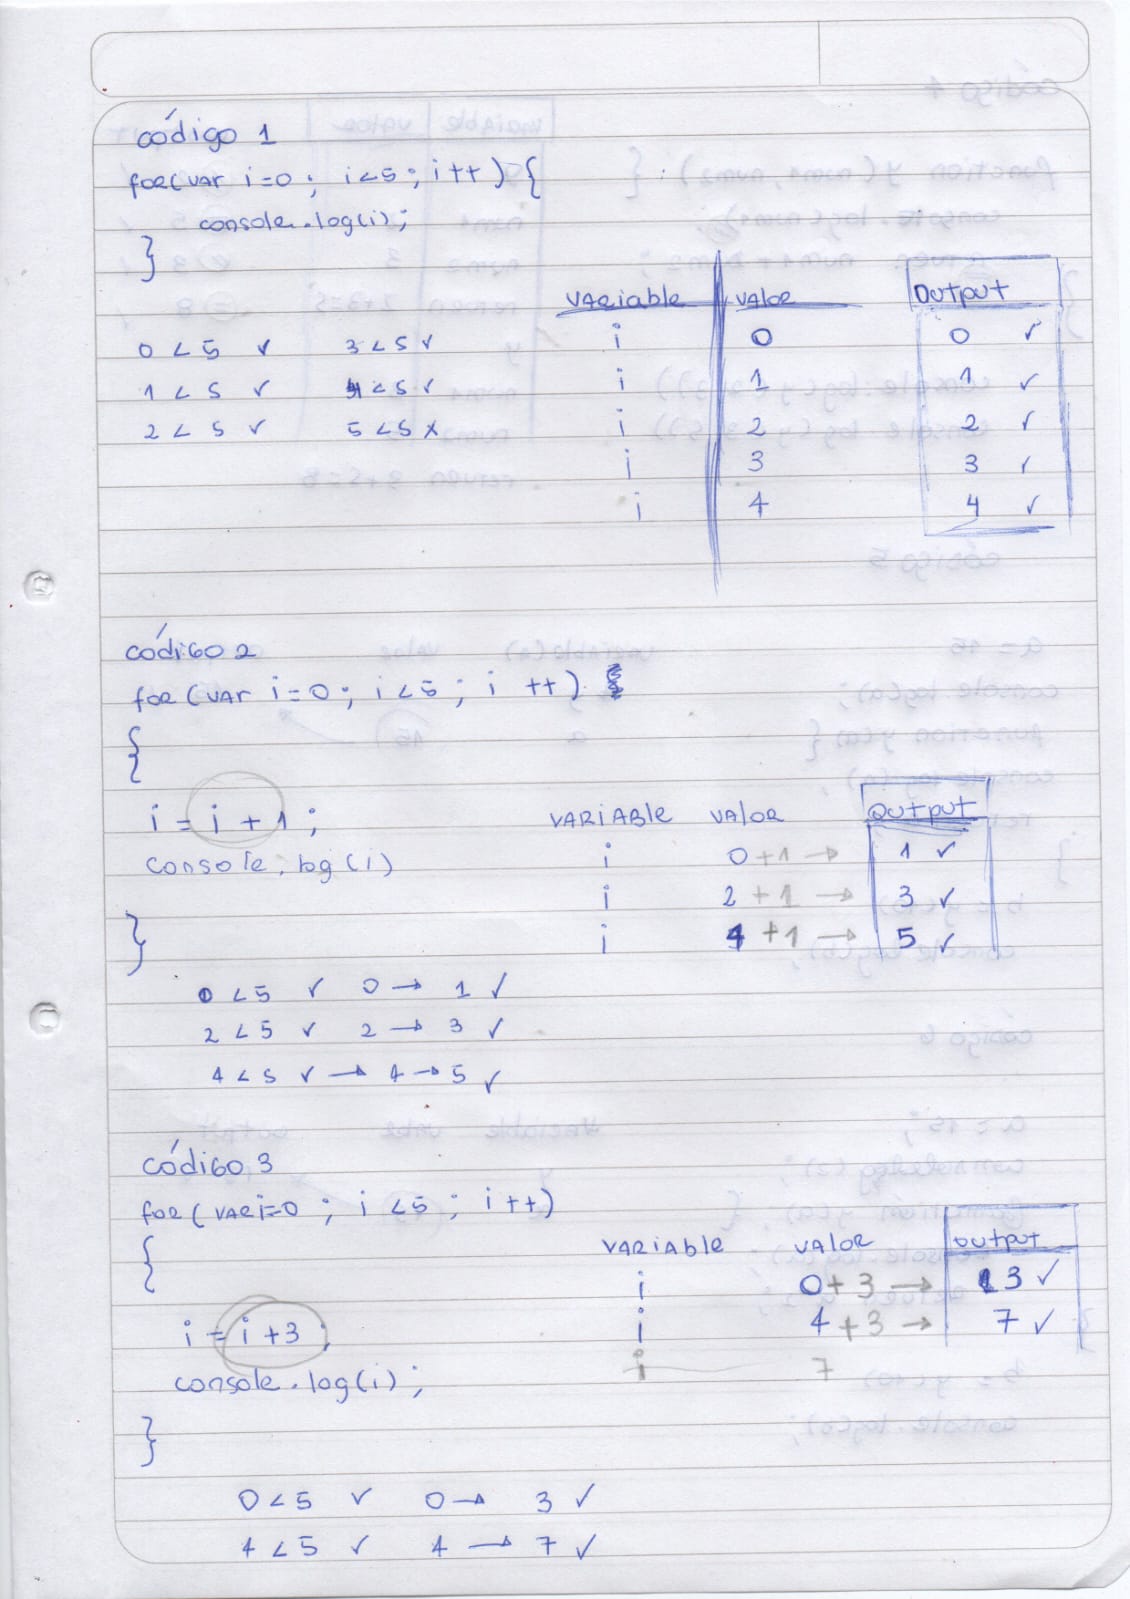 código 1
for(var i=0; i<5; i++) {
console.log(i);
}
VARIABLE VALOR OUTPUT
0 < 5 ✓ 3 < 5 ✓ i 0 0 ✓
1 < 5 ✓ 4 < 5 ✓ i 1 1 ✓
2 < 5 ✓ 5 < 5 x i 2 2 ✓
i 3 3 ✓
i 4 4 ✓
código 2
for (var i=0; i<5; i ++)
{
i = i + 1;
VARIABLE VALOR OUTPUT
console.log(i) i 0+1 → 1 ✓
i 2+1 → 3 ✓
} i 4+1 → 5 ✓
0 < 5 ✓ 0 → 1 ✓
2 < 5 ✓ 2 → 3 ✓
4 < 5 ✓ → 4 → 5 ✓
código 3
for(var i=0; i <5; i++)
{ VARIABLE VALOR OUTPUT
i 0+3 → 3 ✓
i = i +3; i 4+3 → 7 ✓
i 7
console.log(i);
}
0<5 ✓ 0 → 3 ✓
4<5 ✓ 4 → 7 ✓